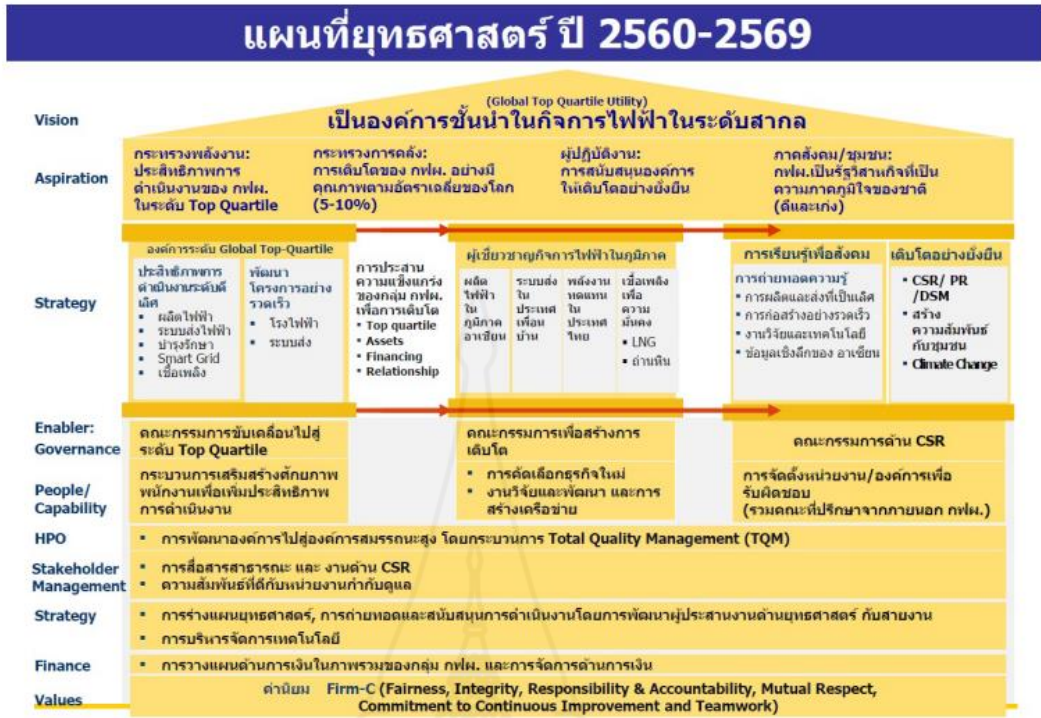 แผนที่ยุทธศาสตร์ ปี 2560-2569
Vision
(Global Top Quartile Utility)
เป็นองค์การชั้นนำในกิจการไฟฟ้าในระดับสากล
Aspiration
กระทรวงพลังงาน:
ประสิทธิภาพการ
ดำเนินงานของ กฟผ.
ในระดับ Top Quartile
กระทรวงการคลัง:
การเติบโตของ กฟผ. อย่างมี
คุณภาพตามอัตราเฉลี่ยของโลก
(5-10%)
ผู้ปฏิบัติงาน:
การสนับสนุนองค์การ
ให้เติบโตอย่างยั่งยืน
ภาคสังคม/ชุมชน:
กฟผ.เป็นรัฐวิสาหกิจที่เป็น
ความภาคภูมิใจของชาติ
(ดีและเก่ง)
Strategy
องค์การระดับ Global Top-Quartile
ประสิทธิภาพการ
ดำเนินงานระดับดี
เลิศ
▪ ผลิตไฟฟ้า
▪ ระบบส่งไฟฟ้า
▪ บำรุงรักษา
▪ Smart Grid
▪ เชื้อเพลิง
พัฒนา
โครงการอย่าง
รวดเร็ว
▪ โรงไฟฟ้า
▪ ระบบส่ง
การประสาน
ความแข็งแกร่ง
ของกลุ่ม กฟผ.
เพื่อการเติบโต
▪ Top quartile
▪ Assets
▪ Financing
▪ Relationship
ผู้เชี่ยวชาญกิจการไฟฟ้าในภูมิภาค
ผลิต
ไฟฟ้า
ใน
ภูมิภาค
อาเซียน
ระบบส่ง
ใน
ประเทศ
เพื่อน
บ้าน
พลังงาน
ทดแทน
ใน
ประเทศ
ไทย
เชื้อเพลิง
เพื่อ
ความ
มั่นคง
▪ LNG
▪ ถ่านหิน
การเรียนรู้เพื่อสังคม
การถ่ายทอดความรู้
▪ การผลิตและส่งที่เป็นเลิศ
▪ การก่อสร้างอย่างรวดเร็ว
▪ งานวิจัยและเทคโนโลยี
▪ ข้อมูลเชิงลึกของ อาเซียน
เติบโตอย่างยั่งยืน
▪ CSR/ PR
/DSM
▪ สร้าง
ความสัมพันธ์
กับชุมชน
▪ Climate Change
Enabler:
Governance
คณะกรรมการขับเคลื่อนไปสู่
ระดับ Top Quartile
คณะกรรมการเพื่อสร้างการ
เติบโต
คณะกรรมการด้าน CSR
People/
Capability
กระบวนการเสริมสร้างศักยภาพ
พนักงานเพื่อเพิ่มประสิทธิภาพ
การดำเนินงาน
▪ การคัดเลือกธุรกิจใหม่
▪ งานวิจัยและพัฒนา และการ
สร้างเครือข่าย
การจัดตั้งหน่วยงาน/องค์การเพื่อ
รับผิดชอบ
(รวมคณะที่ปรึกษาจากภายนอก กฟผ.)
HPO
▪ การพัฒนาองค์การไปสู่องค์การสมรรถนะสูง โดยกระบวนการ Total Quality Management (TQM)
Stakeholder
Management
▪ การสื่อสารสาธารณะ และ งานด้าน CSR
▪ ความสัมพันธ์ที่ดีกับหน่วยงานกำกับดูแล
Strategy
▪ การร่างแผนยุทธศาสตร์, การถ่ายทอดและสนับสนุนการดำเนินงานโดยการพัฒนาผู้ประสานงานด้านยุทธศาสตร์ กับสายงาน
▪ การบริหารจัดการเทคโนโลยี
Finance
▪ การวางแผนด้านการเงินในภาพรวมของกลุ่ม กฟผ. และการจัดการด้านการเงิน
Values
ค่านิยม Firm-C (Fairness, Integrity, Responsibility & Accountability, Mutual Respect,
Commitment to Continuous Improvement and Teamwork)